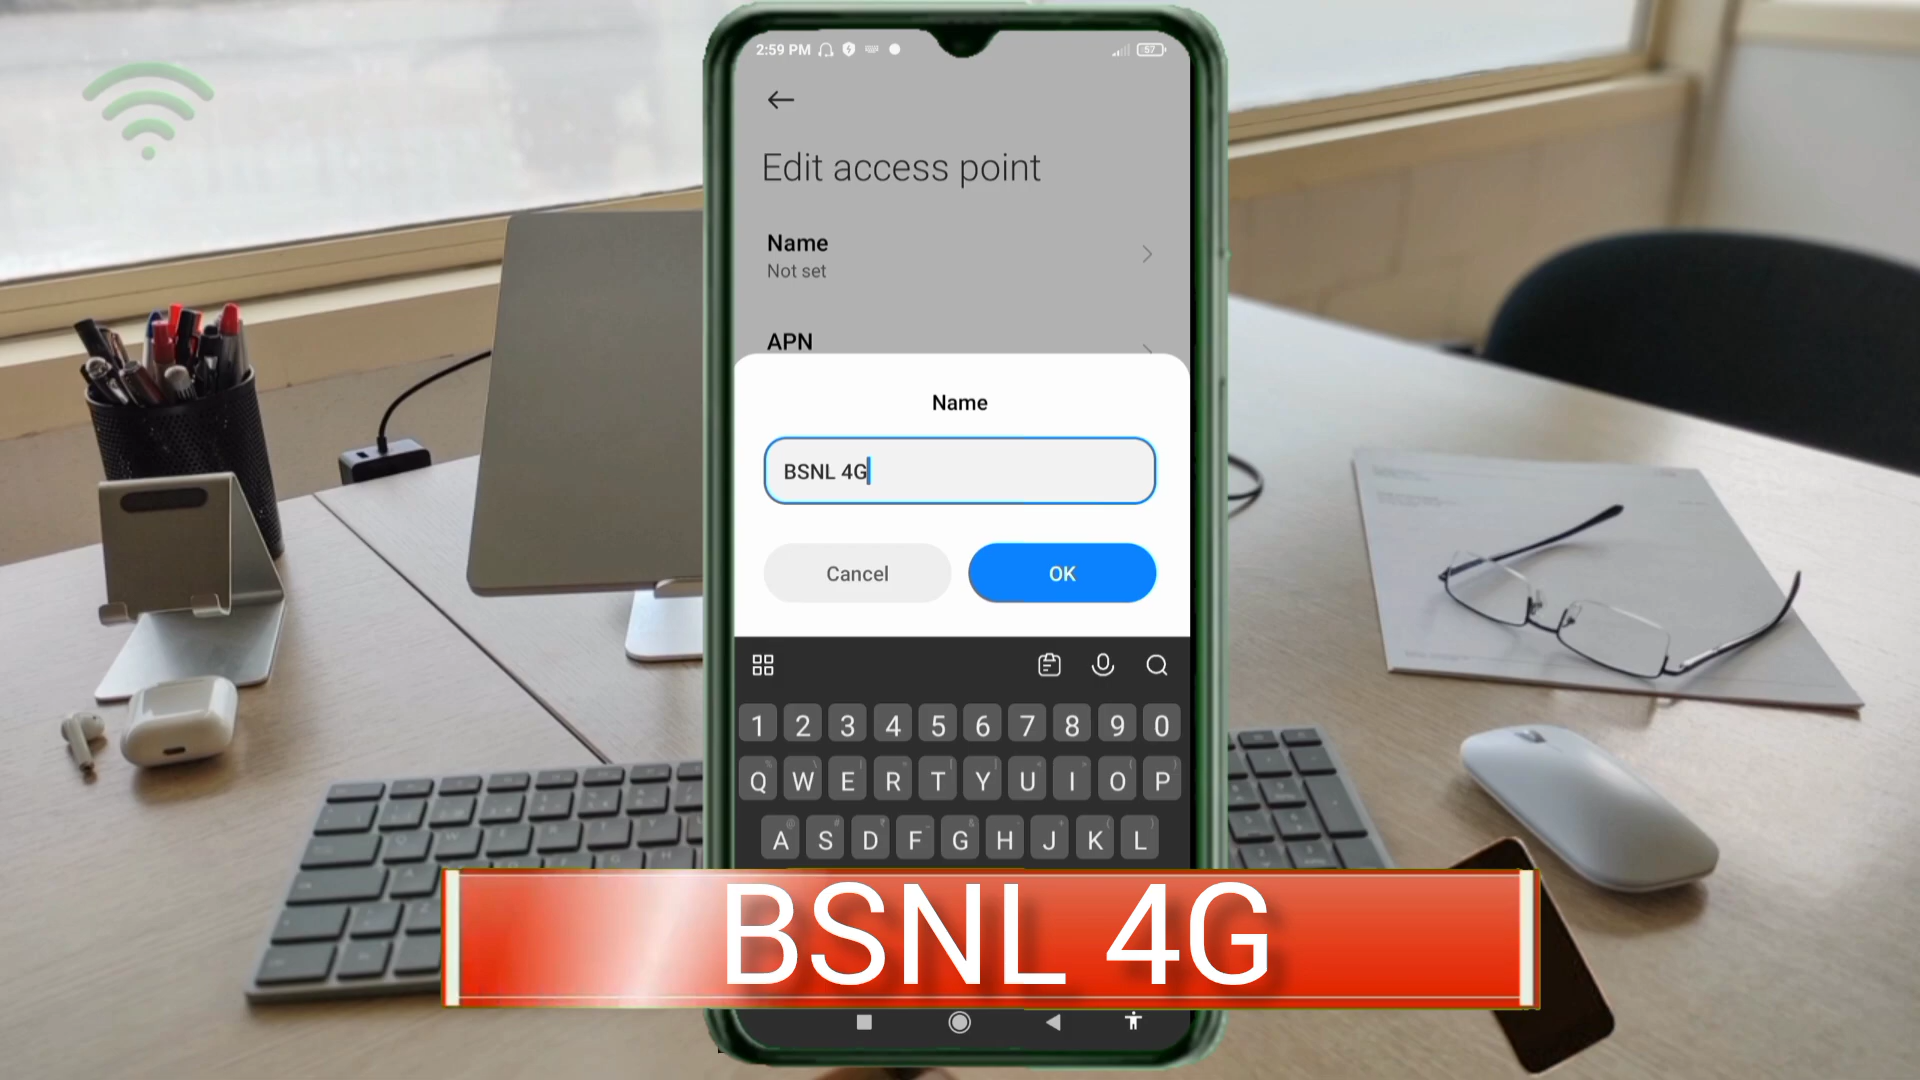 2:59 PM
57
Edit access point
Name
Not set
APN
Name
BSNL 4G
Cancel
OK
1 2 3 4 5 6 7 8 9 0
Q W E R T Y U I O P
A S D F G H J K L
BSNL 4G